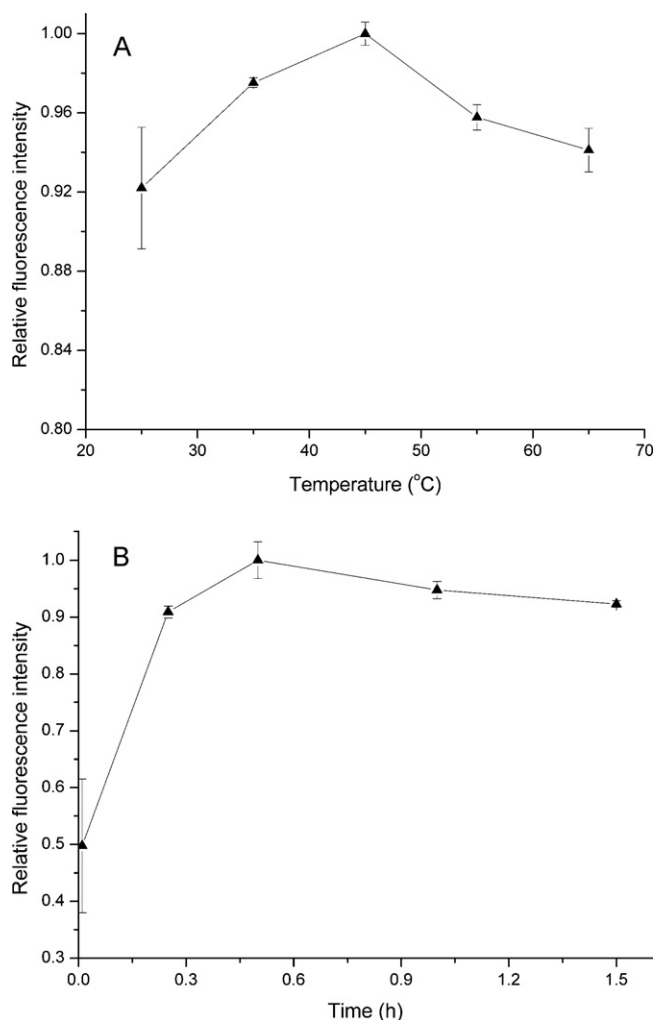 A
Relative fluorescence intensity
1.00
0.96
0.92
0.88
0.84
0.80
20 30 40 50 60 70
Temperature (°C)
B
Relative fluorescence intensity
1.0
0.9
0.8
0.7
0.6
0.5
0.4
0.3
0.0 0.3 0.6 0.9 1.2 1.5
Time (h)